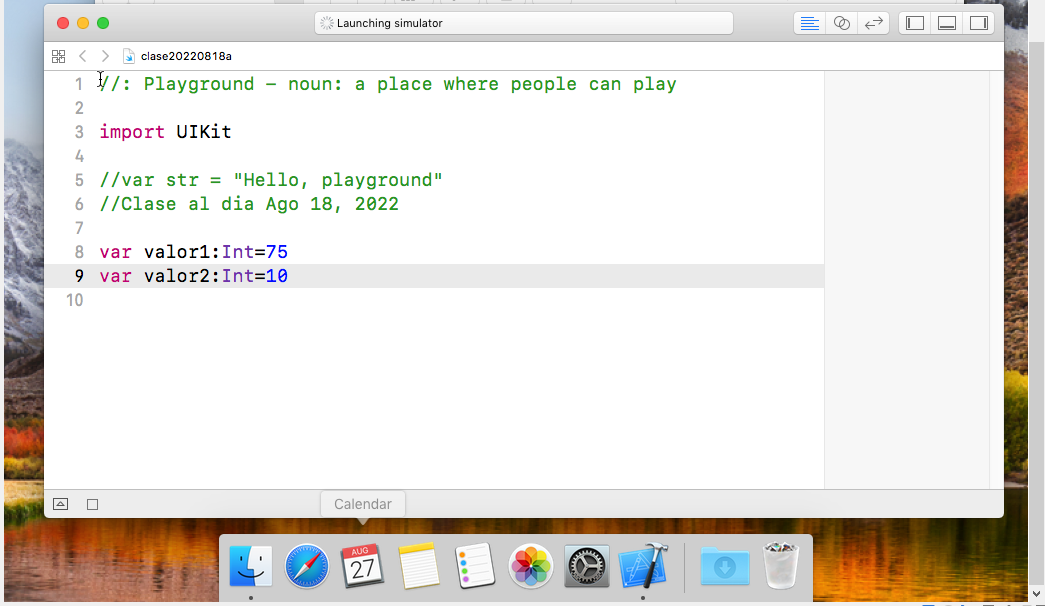 Launching simulator
clase20220818a
1 //: Playground - noun: a place where people can play
2
3 import UIKit
4
5 //var str = "Hello, playground"
6 //Clase al dia Ago 18, 2022
7
8 var valor1:Int=75
9 var valor2:Int=10
10
Calendar
AUG
27